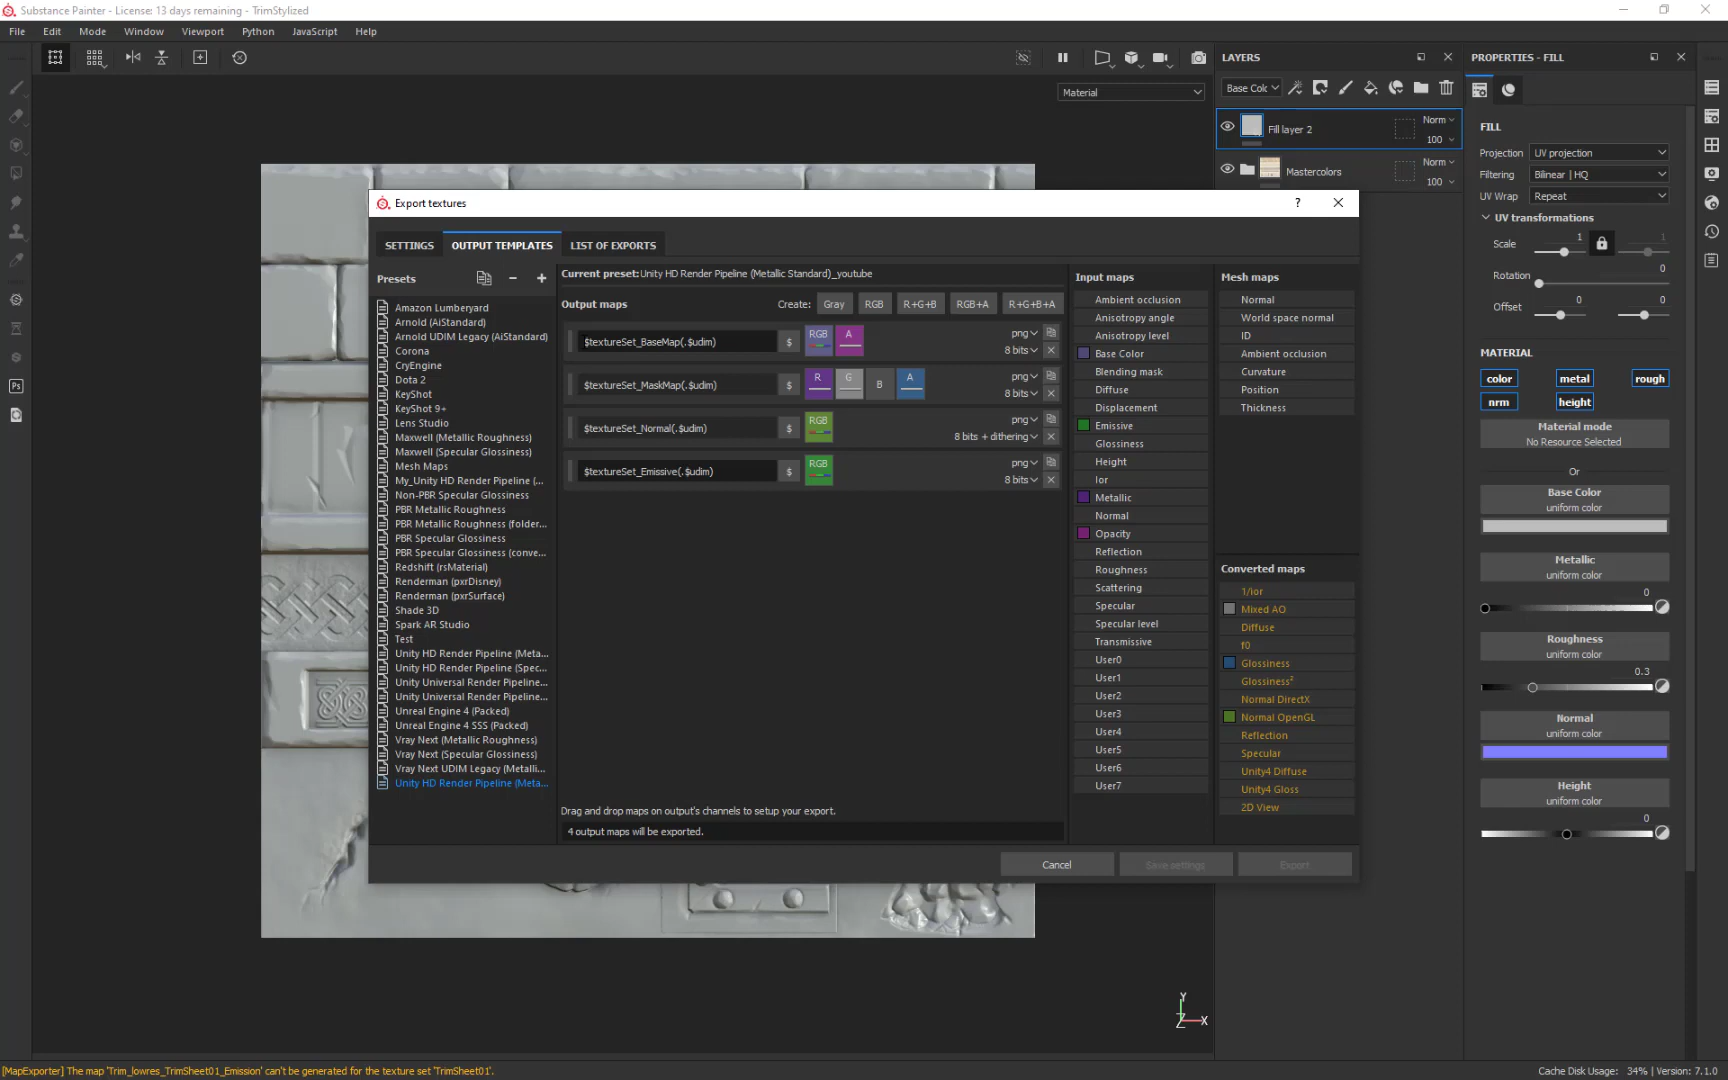 Substance Painter - License: 13 days remaining - TrimStylized
File Edit Mode Window Viewport Python JavaScript Help
Material
LAYERS
Base Col
Fill layer 2
Norm
100
Mastercolors
Norm
100
PROPERTIES - FILL
FILL
Projection UV projection
Filtering Bilinear | HQ
UV Wrap Repeat
UV transformations
Scale 1 1
Rotation 0
Offset 0 0
MATERIAL
color metal rough
nrm height
Material mode
No Resource Selected
Or
Base Color
uniform color
Metallic
uniform color
0
Roughness
uniform color
0.3
Normal
uniform color
Height
uniform color
0
Export textures
?
SETTINGS OUTPUT TEMPLATES LIST OF EXPORTS
Presets
Amazon Lumberyard
Arnold (AiStandard)
Arnold UDIM Legacy (AiStandard)
Corona
CryEngine
Dota 2
KeyShot
KeyShot 9+
Lens Studio
Maxwell (Metallic Roughness)
Maxwell (Specular Glossiness)
Mesh Maps
My_Unity HD Render Pipeline (...
Non-PBR Specular Glossiness
PBR Metallic Roughness
PBR Metallic Roughness (folder...
PBR Specular Glossiness
PBR Specular Glossiness (conve...
Redshift (rsMaterial)
Renderman (pxrDisney)
Renderman (pxrSurface)
Shade 3D
Spark AR Studio
Test
Unity HD Render Pipeline (Meta...
Unity HD Render Pipeline (Spec...
Unity Universal Render Pipeline...
Unity Universal Render Pipeline...
Unreal Engine 4 (Packed)
Unreal Engine 4 SSS (Packed)
Vray Next (Metallic Roughness)
Vray Next (Specular Glossiness)
Vray Next UDIM Legacy (Metalli...
Unity HD Render Pipeline (Meta...
Current preset:Unity HD Render Pipeline (Metallic Standard)_youtube
Output maps Create: Gray RGB R+G+B RGB+A R+G+B+A
$textureSet_BaseMap(.$udim) $ RGB A png
8 bits
$textureSet_MaskMap(.$udim) $ R G B A png
8 bits
$textureSet_Normal(.$udim) $ RGB png
8 bits + dithering
$textureSet_Emissive(.$udim) $ RGB png
8 bits
Drag and drop maps on output's channels to setup your export.
4 output maps will be exported.
Input maps
Ambient occlusion
Anisotropy angle
Anisotropy level
Base Color
Blending mask
Diffuse
Displacement
Emissive
Glossiness
Height
Ior
Metallic
Normal
Opacity
Reflection
Roughness
Scattering
Specular
Specular level
Transmissive
User0
User1
User2
User3
User4
User5
User6
User7
Mesh maps
Normal
World space normal
ID
Ambient occlusion
Curvature
Position
Thickness
Converted maps
1/ior
Mixed AO
Diffuse
f0
Glossiness
Glossiness²
Normal DirectX
Normal OpenGL
Reflection
Specular
Unity4 Diffuse
Unity4 Gloss
2D View
Cancel Save settings Export
Ps
Y
Z X
[MapExporter] The map 'Trim_lowres_TrimSheet01_Emission' can't be generated for the texture set 'TrimSheet01'.
Cache Disk Usage: 34% | Version: 7.1.0